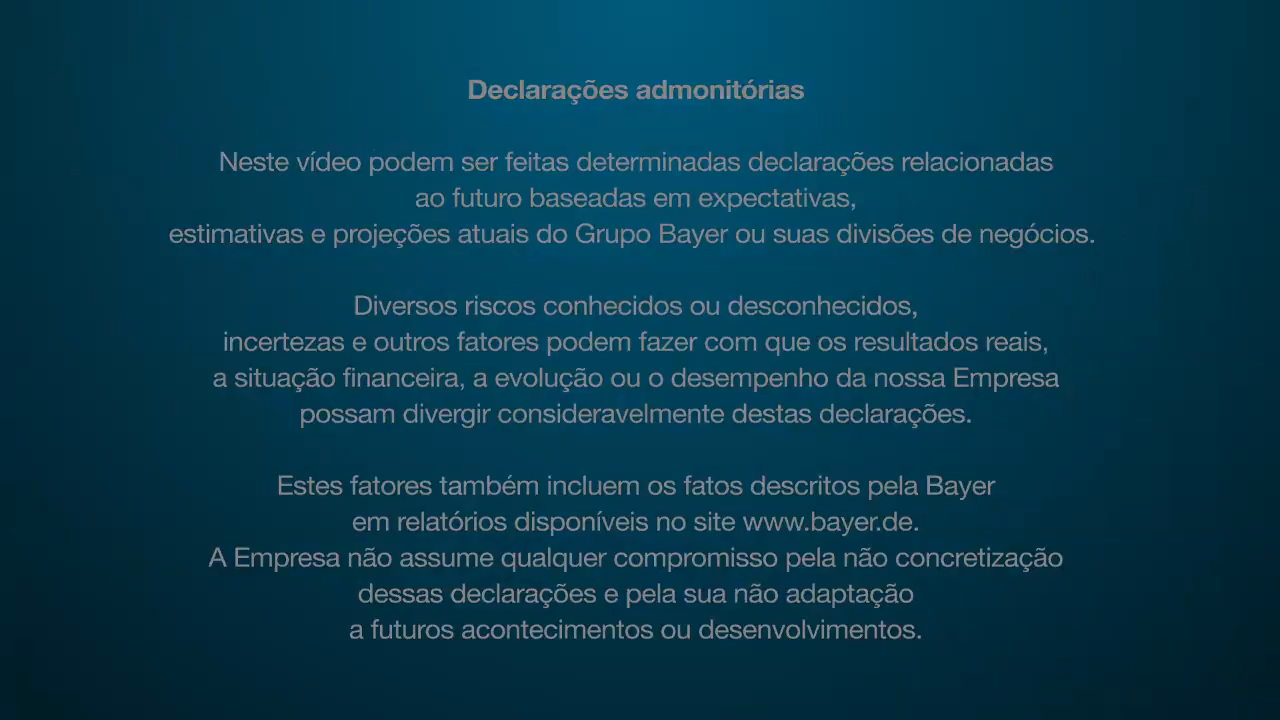 Declarações admonitórias
Neste vídeo podem ser feitas determinadas declarações relacionadas
ao futuro baseadas em expectativas,
estimativas e projeções atuais do Grupo Bayer ou suas divisões de negócios.
Diversos riscos conhecidos ou desconhecidos,
incertezas e outros fatores podem fazer com que os resultados reais,
a situação financeira, a evolução ou o desempenho da nossa Empresa
possam divergir consideravelmente destas declarações.
Estes fatores também incluem os fatos descritos pela Bayer
em relatórios disponíveis no site www.bayer.de.
A Empresa não assume qualquer compromisso pela não concretização
dessas declarações e pela sua não adaptação
a futuros acontecimentos ou desenvolvimentos.